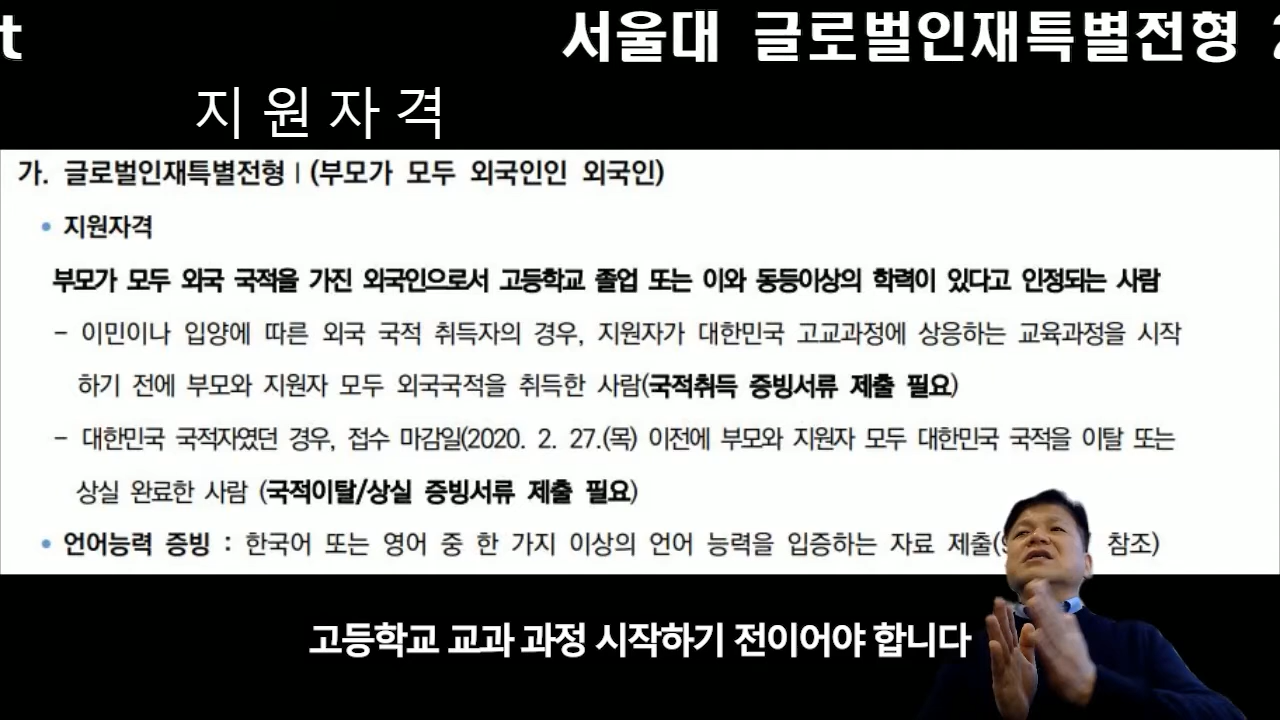 t 서울대 글로벌인재특별전형 2
지원자격
가. 글로벌인재특별전형Ⅰ(부모가 모두 외국인인 외국인)
• 지원자격
부모가 모두 외국 국적을 가진 외국인으로서 고등학교 졸업 또는 이와 동등이상의 학력이 있다고 인정되는 사람
- 이민이나 입양에 따른 외국 국적 취득자의 경우, 지원자가 대한민국 고교과정에 상응하는 교육과정을 시작
하기 전에 부모와 지원자 모두 외국국적을 취득한 사람(국적취득 증빙서류 제출 필요)
- 대한민국 국적자였던 경우, 접수 마감일(2020. 2. 27.(목) 이전에 부모와 지원자 모두 대한민국 국적을 이탈 또는
상실 완료한 사람 (국적이탈/상실 증빙서류 제출 필요)
• 언어능력 증빙 : 한국어 또는 영어 중 한 가지 이상의 언어 능력을 입증하는 자료 제출( 참조)
고등학교 교과 과정 시작하기 전이어야 합니다